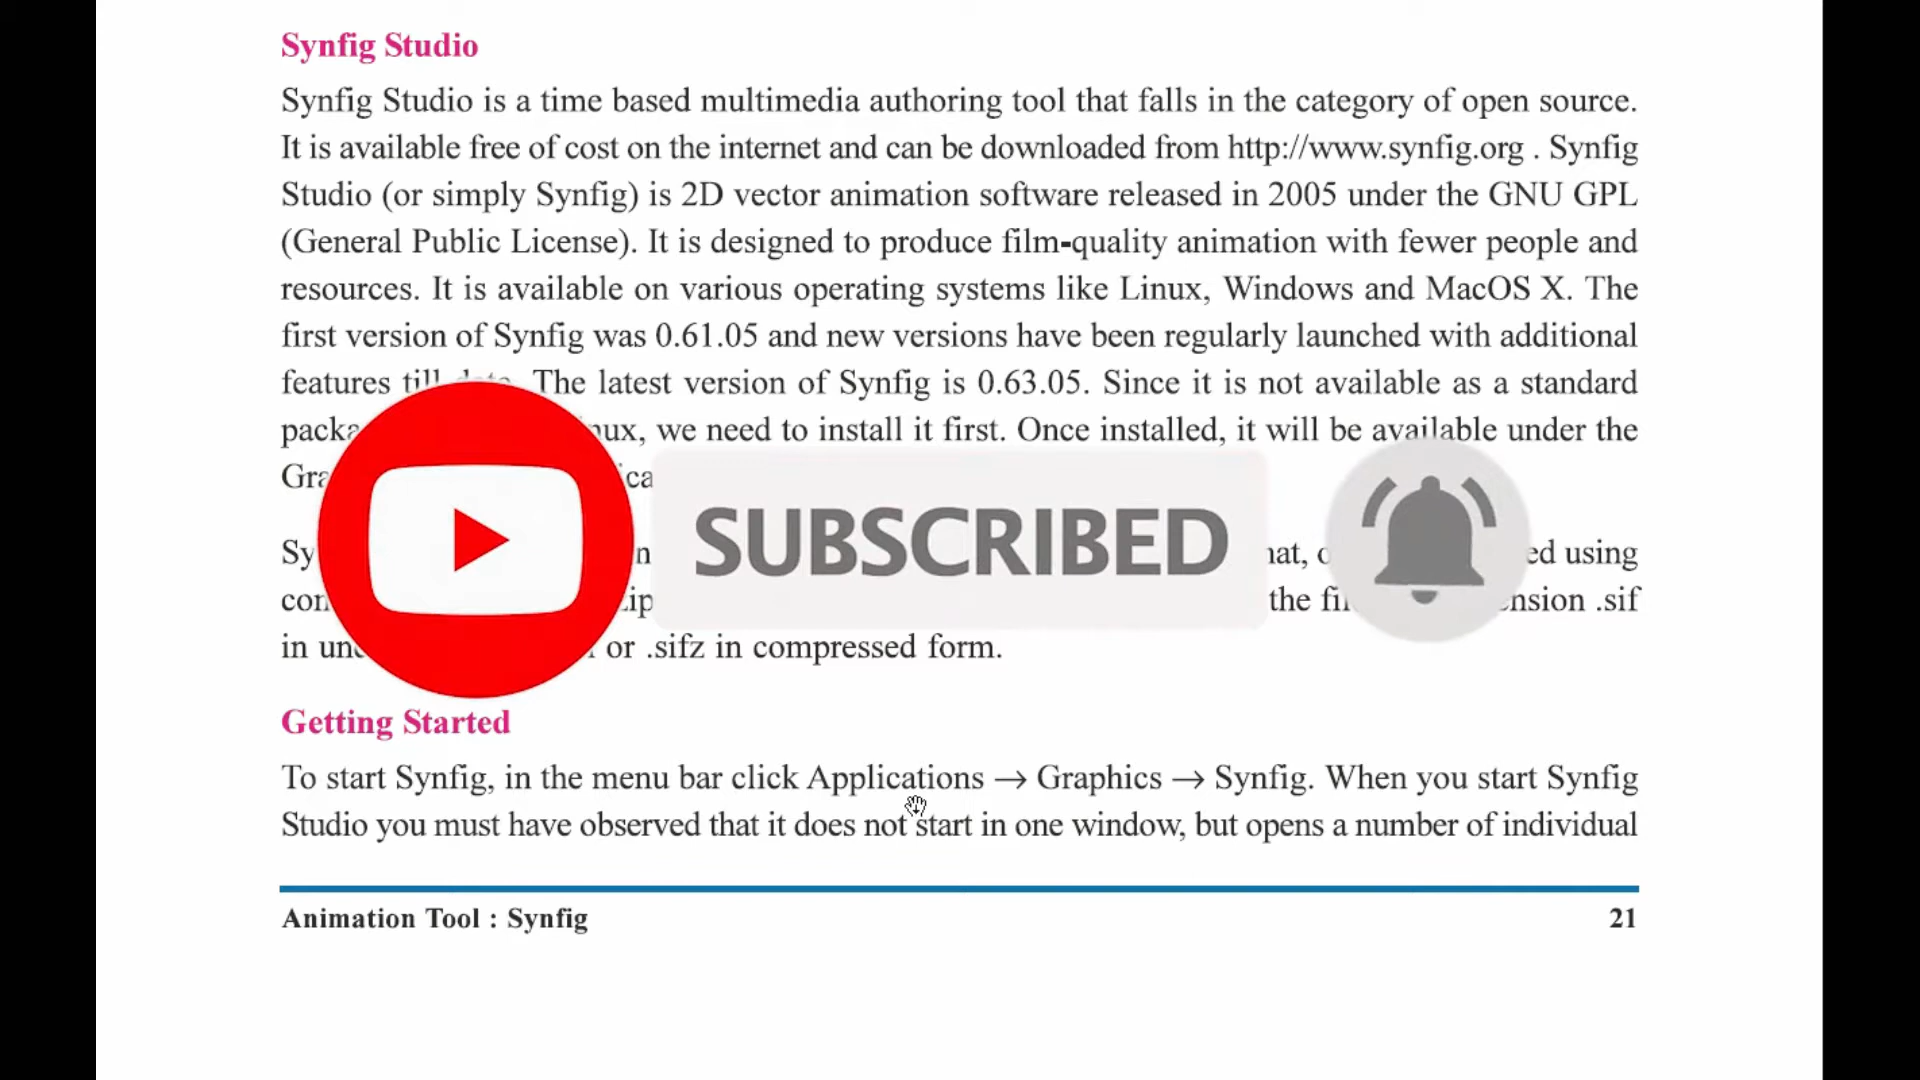 Synfig Studio
Synfig Studio is a time based multimedia authoring tool that falls in the category of open source.
It is available free of cost on the internet and can be downloaded from http://www.synfig.org . Synfig
Studio (or simply Synfig) is 2D vector animation software released in 2005 under the GNU GPL
(General Public License). It is designed to produce film-quality animation with fewer people and
resources. It is available on various operating systems like Linux, Windows and MacOS X. The
first version of Synfig was 0.61.05 and new versions have been regularly launched with additional
features till date. The latest version of Synfig is 0.63.05. Since it is not available as a standard
we need to install it first. Once installed, it will be available under the
SUBSCRIBED
using
the .sif
in or .sifz in compressed form.
Getting Started
To start Synfig, in the menu bar click Applications → Graphics → Synfig. When you start Synfig
Studio you must have observed that it does not start in one window, but opens a number of individual
Animation Tool : Synfig 21